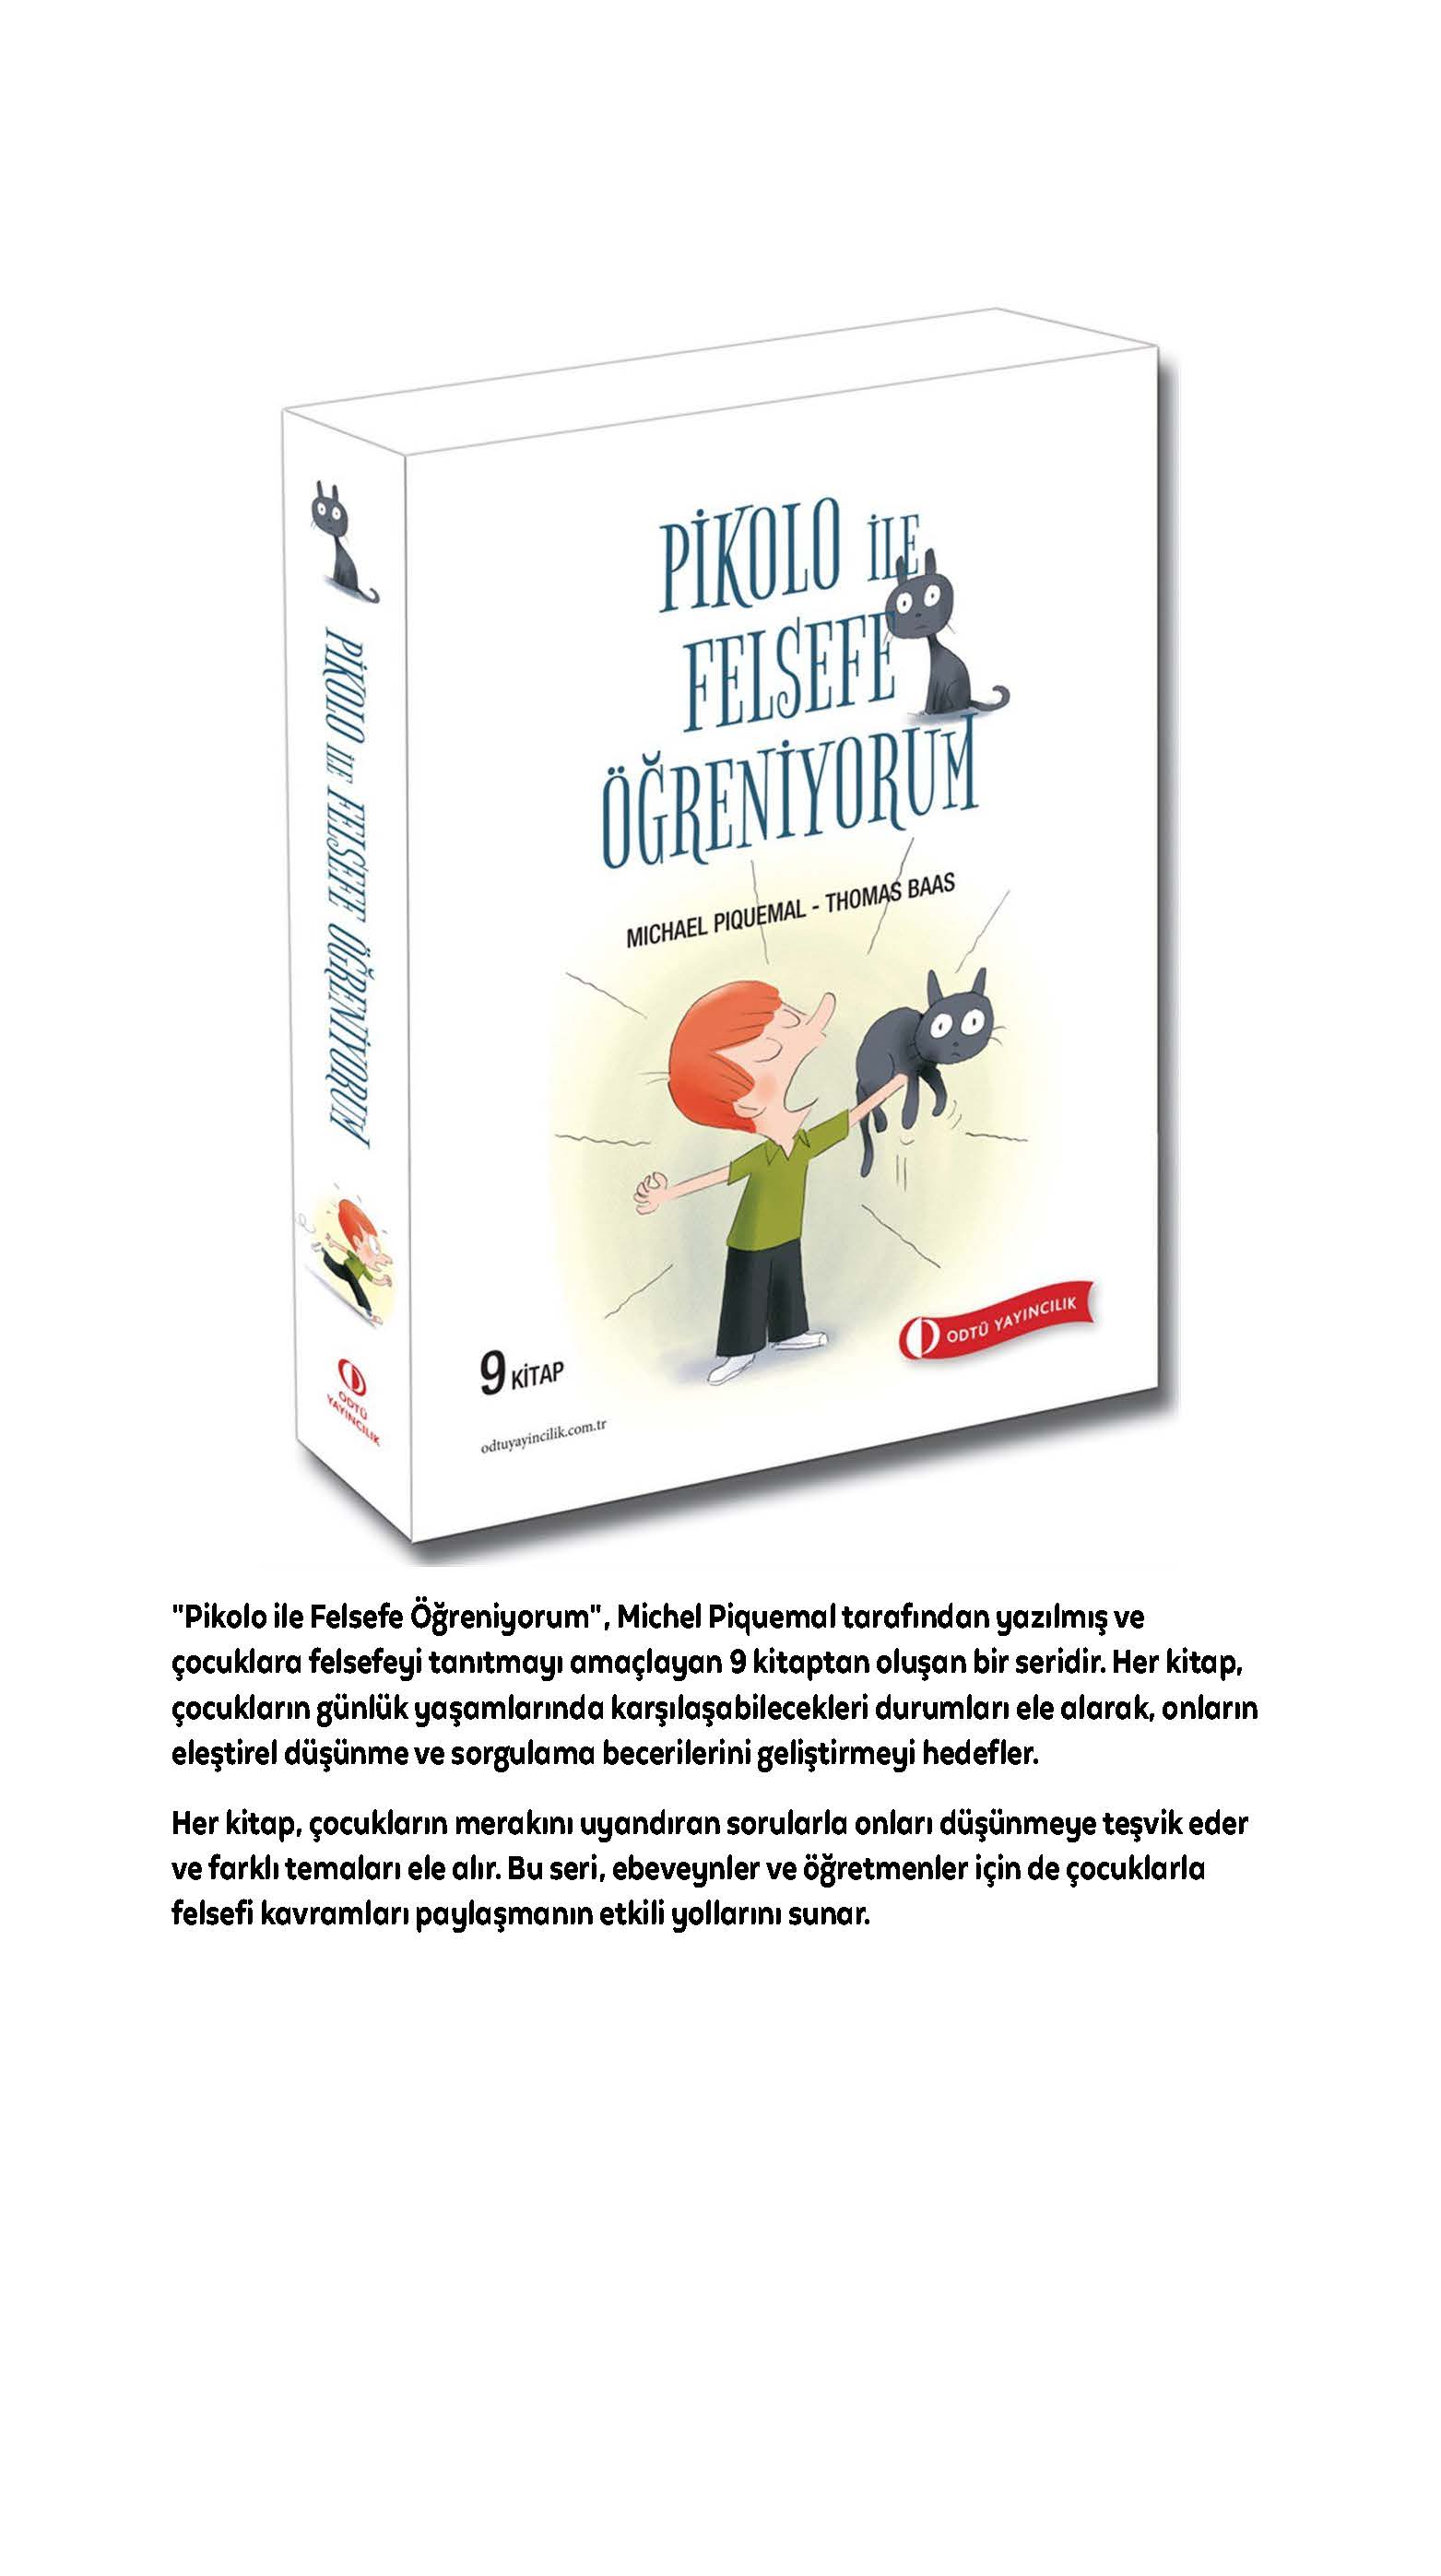 PİKOLO İLE
FELSEFE
ÖĞRENİYORUM
MICHAEL PIQUEMAL - THOMAS BAAS
9 KİTAP
odtuyayincilik.com.tr
ODTÜ YAYINCILIK
PİKOLO İLE FELSEFE ÖĞRENİYORUM
ODTÜ
YAYINCILIK
"Pikolo ile Felsefe Öğreniyorum", Michel Piquemal tarafından yazılmış ve
çocuklara felsefeyi tanıtmayı amaçlayan 9 kitaptan oluşan bir seridir. Her kitap,
çocukların günlük yaşamlarında karşılaşabilecekleri durumları ele alarak, onların
eleştirel düşünme ve sorgulama becerilerini geliştirmeyi hedefler.
Her kitap, çocukların merakını uyandıran sorularla onları düşünmeye teşvik eder
ve farklı temaları ele alır. Bu seri, ebeveynler ve öğretmenler için de çocuklarla
felsefi kavramları paylaşmanın etkili yollarını sunar.